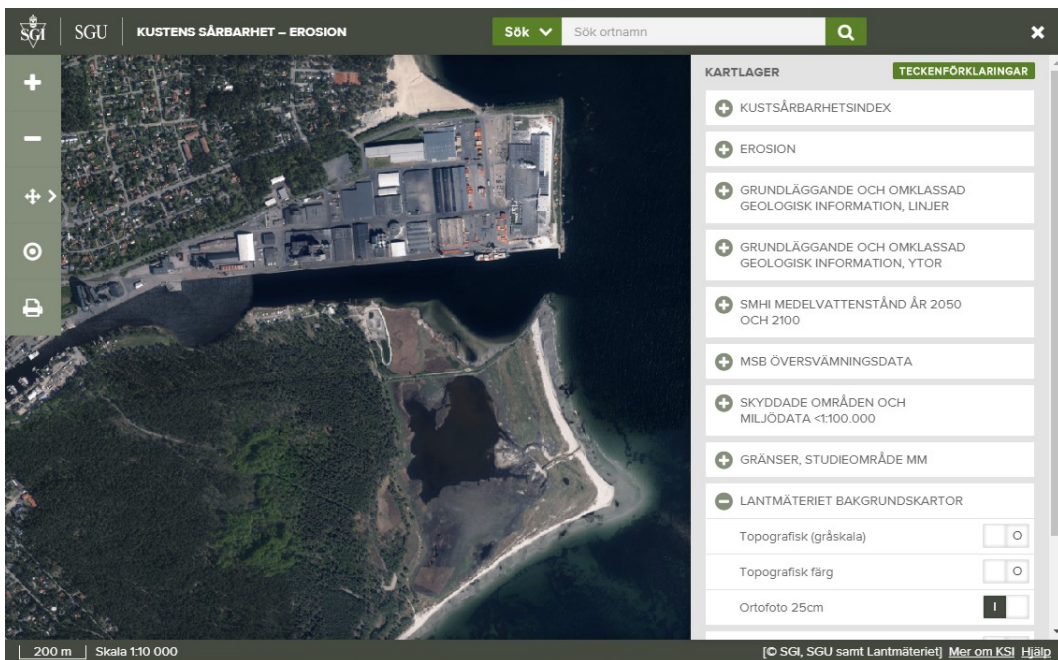 SGI
SGU
KUSTENS SÅRBARHET – EROSION
Sök
Sök ortnamn
KARTLAGER
TECKENFÖRKLARINGAR
KUSTSÅRBARHETSINDEX
EROSION
GRUNDLÄGGANDE OCH OMKLASSAD
GEOLOGISK INFORMATION, LINJER
GRUNDLÄGGANDE OCH OMKLASSAD
GEOLOGISK INFORMATION, YTOR
SMHI MEDELVATTENSTÅND ÅR 2050
OCH 2100
MSB ÖVERSVÄMNINGSDATA
SKYDDADE OMRÅDEN OCH
MILJÖDATA <1:100.000
GRÄNSER, STUDIEOMRÅDE MM
LANTMÄTERIET BAKGRUNDSKARTOR
Topografisk (gråskala)
O
Topografisk färg
O
Ortofoto 25cm
I
200 m
Skala 1:10 000
[© SGI, SGU samt Lantmäteriet] Mer om KSI Hjälp